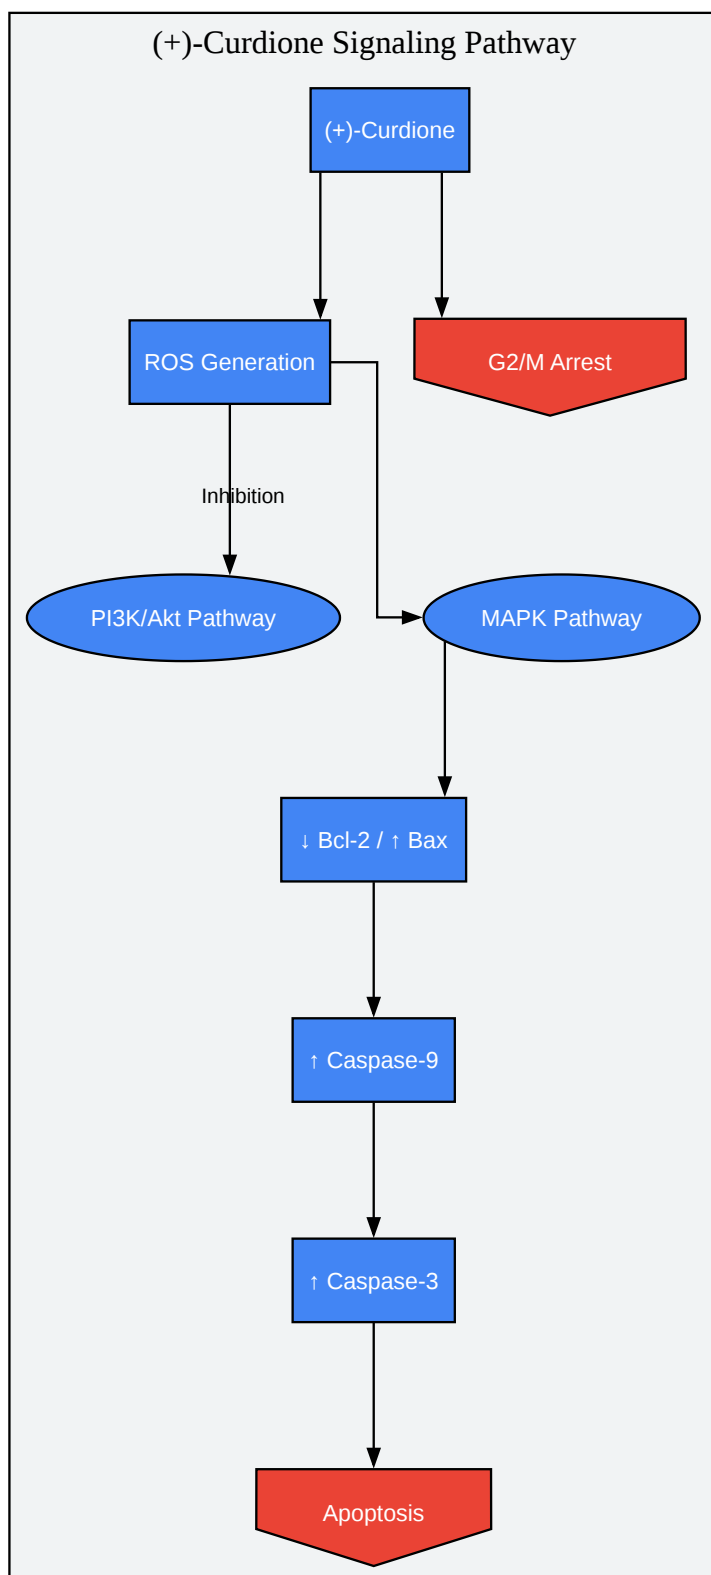 (+)-Curdione Signaling Pathway
(+)-Curdione
ROS Generation
G2/M Arrest
Inhibition
PI3K/Akt Pathway
MAPK Pathway
↓ Bcl-2 / ↑ Bax
↑ Caspase-9
↑ Caspase-3
Apoptosis